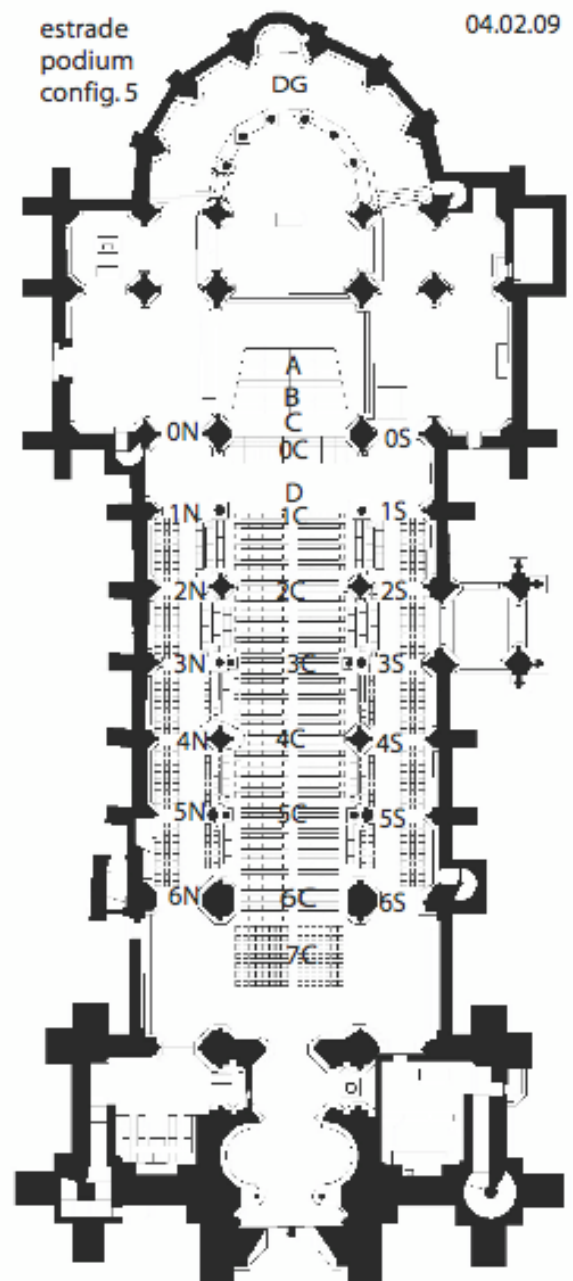 estrade
podium
config. 5
04.02.09
DG
A
B
C
0N 0C 0S
D
1N 1C 1S
2N 2C 2S
3N 3C 3S
4N 4C 4S
5N 5C 5S
6N 6C 6S
7C